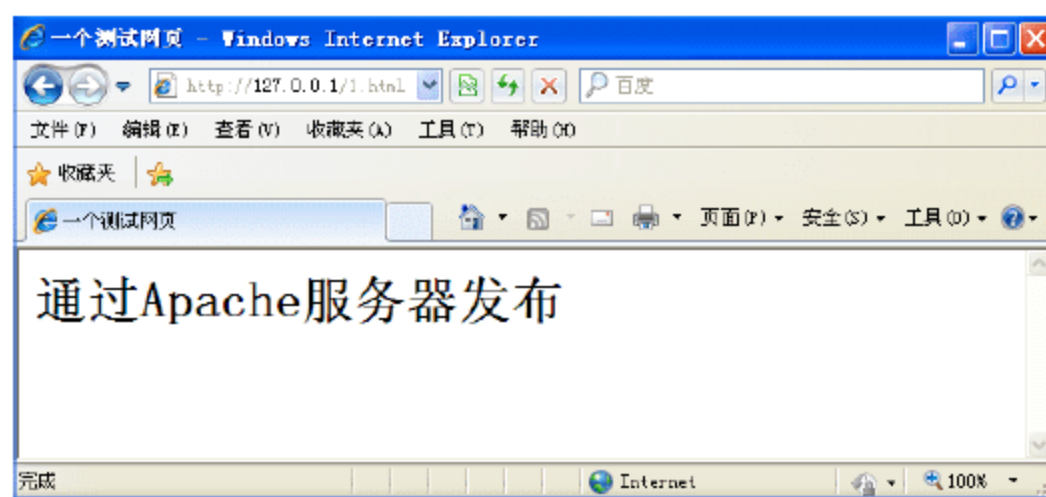 一个测试网页 - Windows Internet Explorer
http://127.0.0.1/1.html 百度
文件(F) 编辑(E) 查看(V) 收藏夹(A) 工具(T) 帮助(H)
收藏夹
一个测试网页 页面(P) 安全(S) 工具(O)
通过Apache服务器发布
完成 Internet 100%